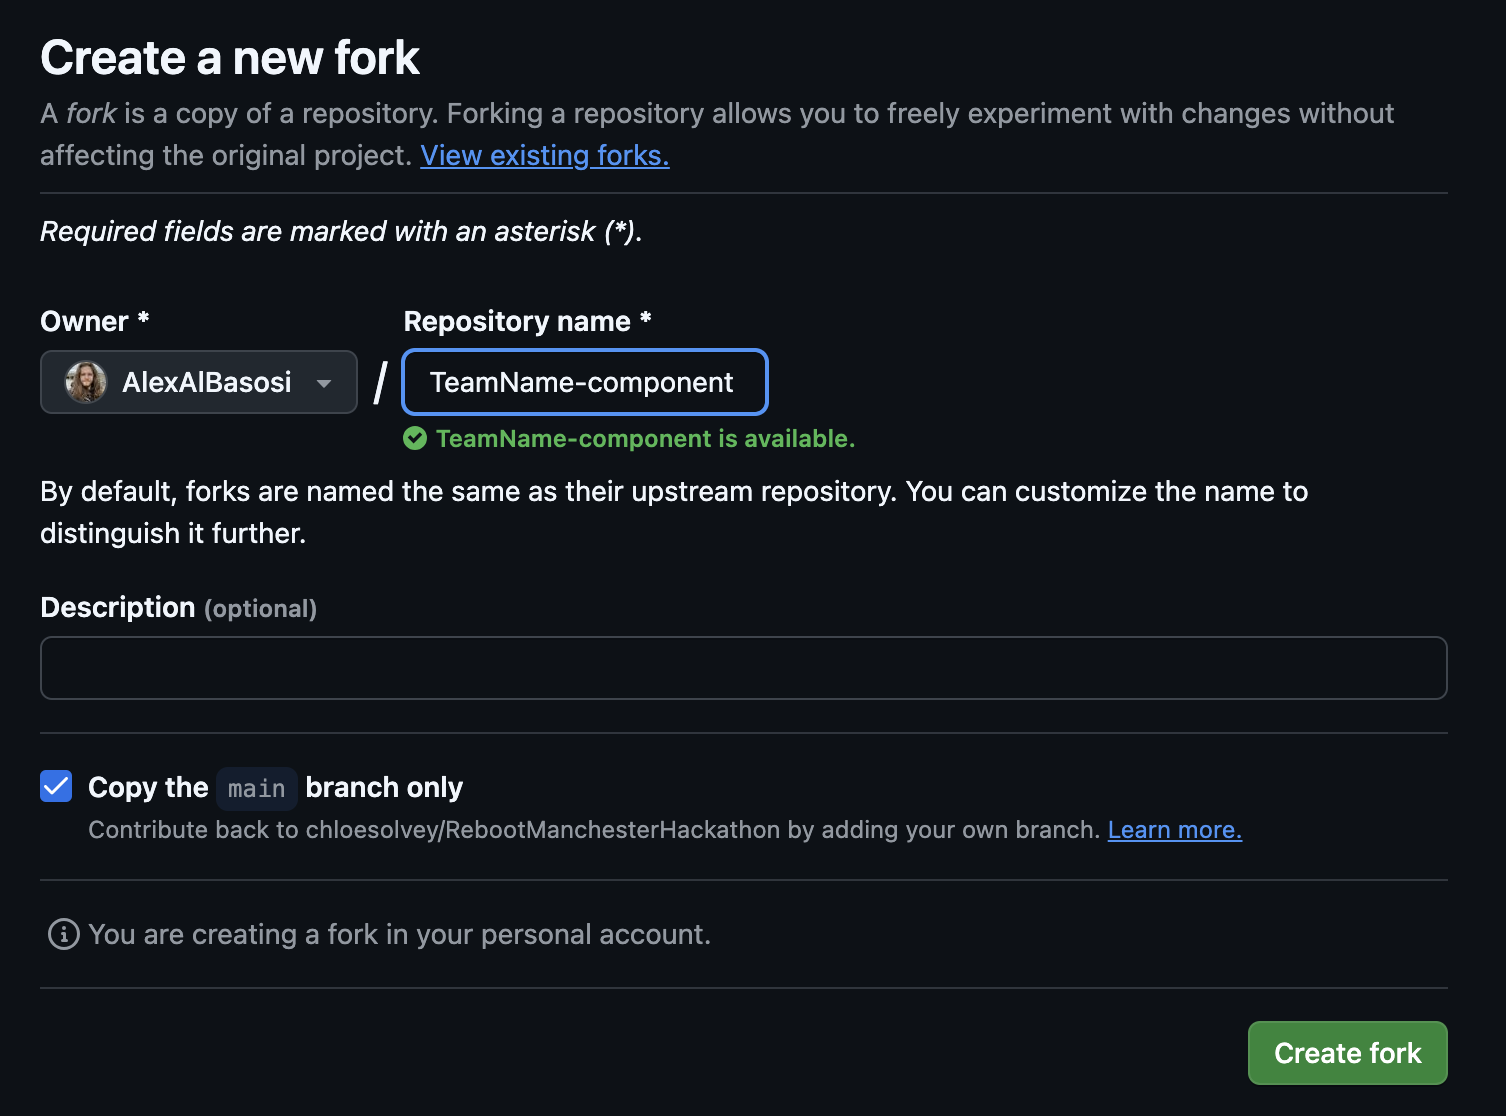 Create a new fork
A fork is a copy of a repository. Forking a repository allows you to freely experiment with changes without
affecting the original project. View existing forks.
Required fields are marked with an asterisk (*).
Owner *
Repository name *
AlexAlBasosi
/
TeamName-component
TeamName-component is available.
By default, forks are named the same as their upstream repository. You can customize the name to
distinguish it further.
Description (optional)
Copy the main branch only
Contribute back to chloesolvey/RebootManchesterHackathon by adding your own branch. Learn more.
You are creating a fork in your personal account.
Create fork